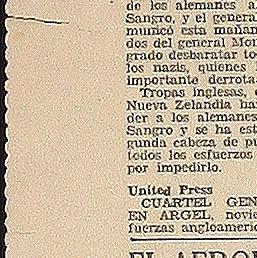 de los alemanes a
Sangro, y el genera
municó esta mañan
dos del general Mon
grado desbaratar to
los nazis, quienes
importante derrota
Tropas inglesas,
Nueva Zelandia ha
der a los alemanes
Sangro y se ha est
gunda cabeza de pu
todos los esfuerzos
por impedirlo.
United Press
CUARTEL GEN
EN ARGEL, novie
fuerzas angloameric